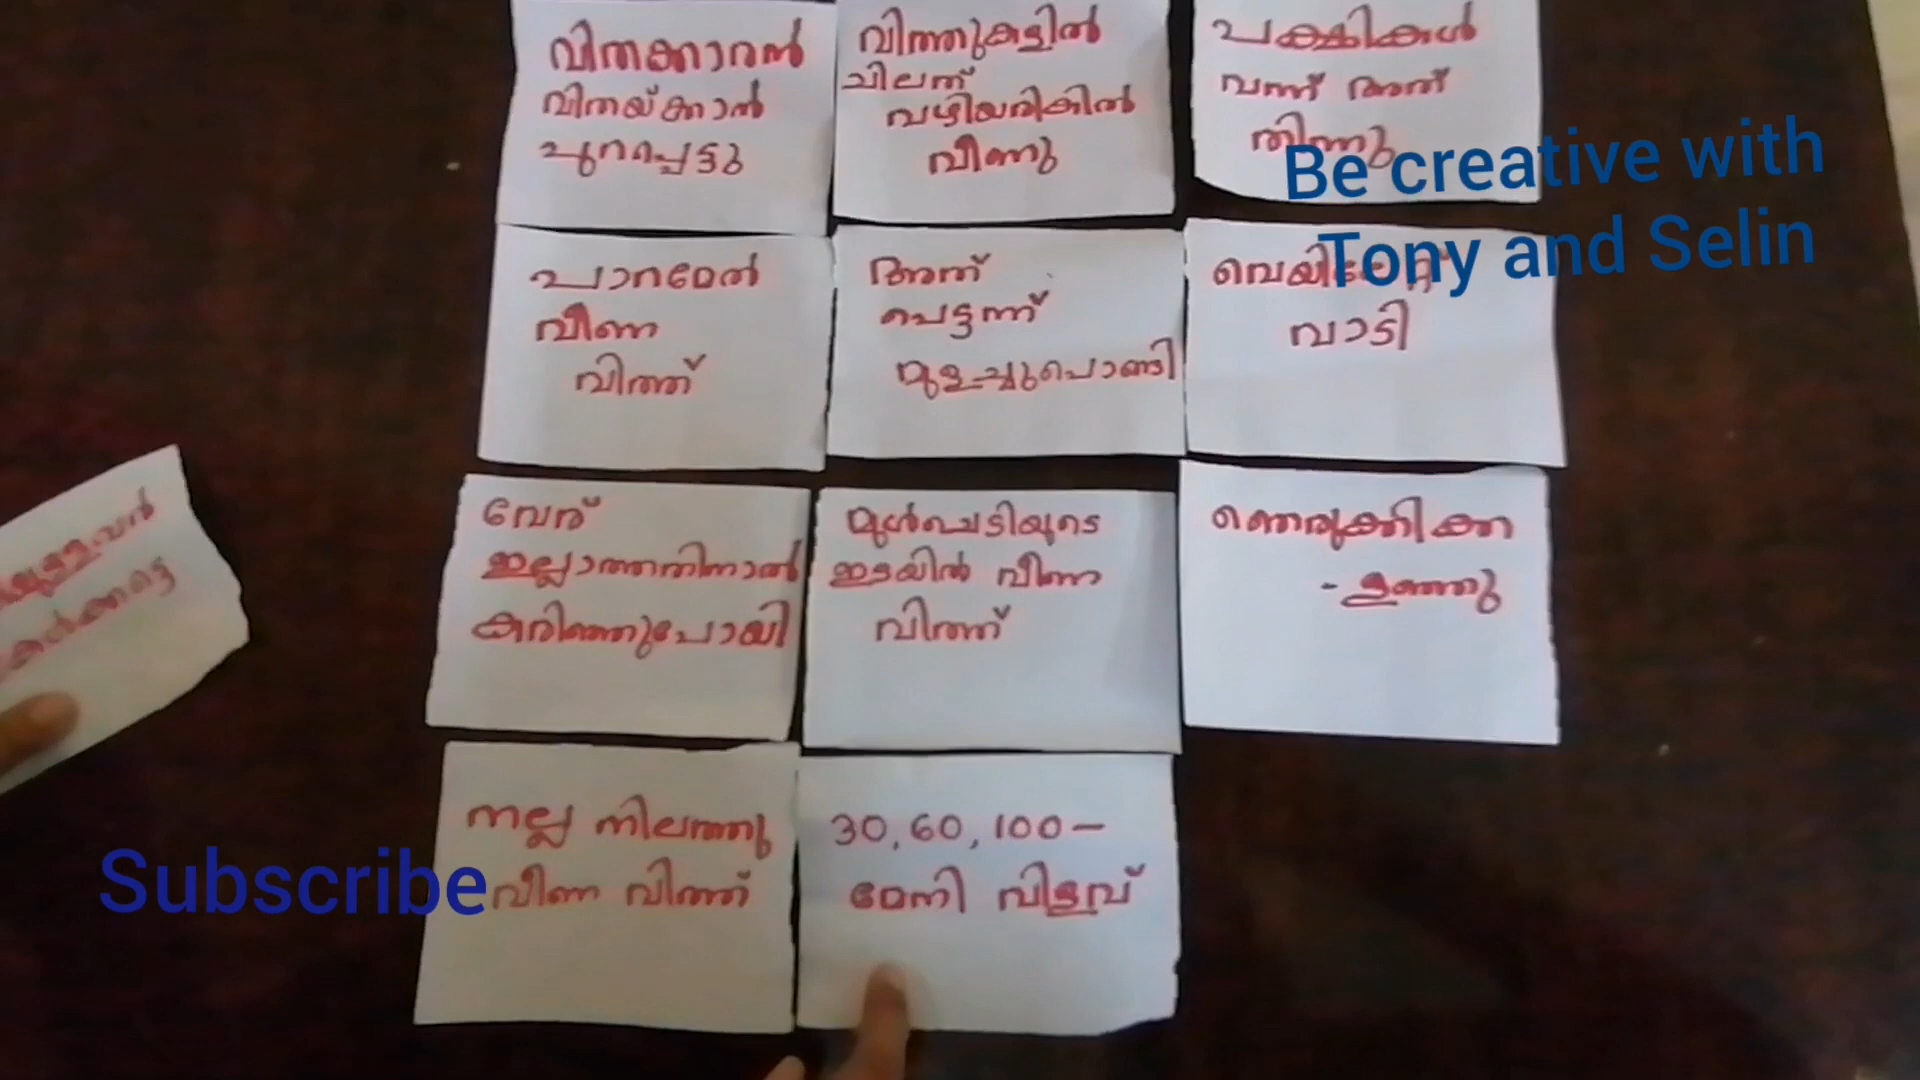 വിതക്കാരൻ
വിതയ്ക്കാൻ
പുറപ്പെട്ടു
വിത്തുകളിൽ
ചിലത്
വഴിയരികിൽ
വീണു
പക്ഷികൾ
വന്ന് അത്
തിന്നു
Be creative with
Tony and Selin
പാറമേൽ
വീണ
വിത്ത്
അത്
പെട്ടന്ന്
മുളച്ചുപൊങ്ങി
വാടി
വേര്
ഇല്ലാത്തതിനാൽ
കരിഞ്ഞുപോയി
മുൾചെടിയുടെ
ഇടയിൽ വീണ
വിത്ത്
ഞെരുക്കിക്ക
-ളഞ്ഞു
നല്ല നിലത്തു
വീണ വിത്ത്
30,60,100-
മേനി വിളവ്
Subscribe